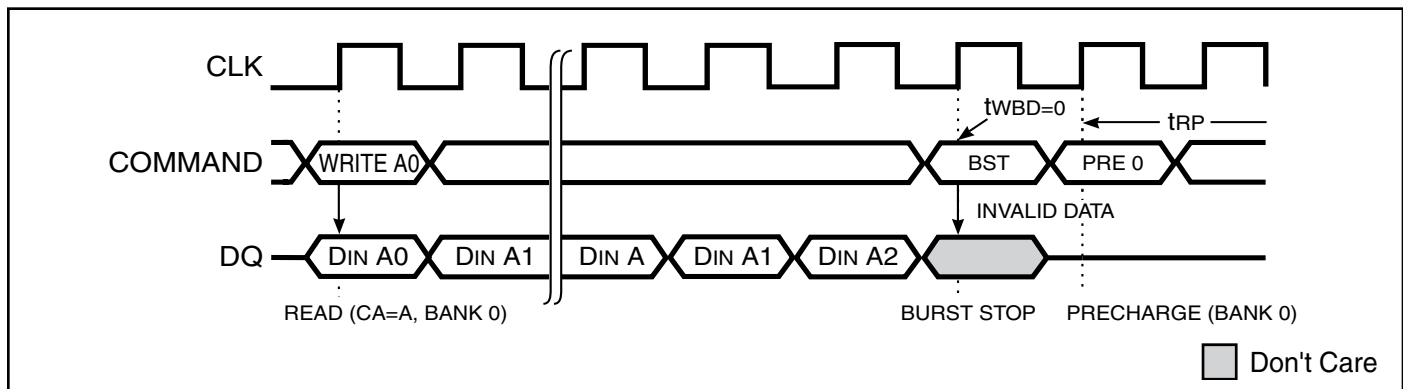 CLK
tWBD=0
tRP
COMMAND
WRITE A0
BST
PRE 0
INVALID DATA
DQ
DIN A0
DIN A1
DIN A
DIN A1
DIN A2
READ (CA=A, BANK 0)
BURST STOP
PRECHARGE (BANK 0)
Don't Care